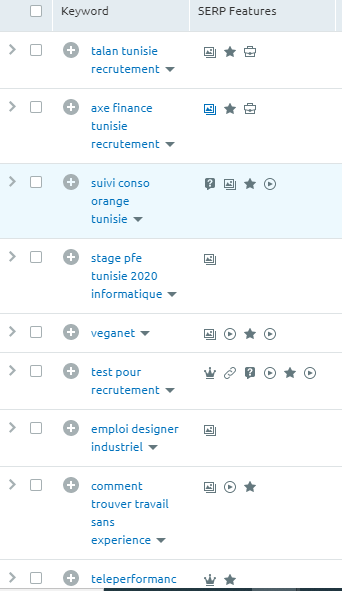 Keyword SERP Features
talan tunisie
recrutement
axe finance
tunisie
recrutement
suivi conso
orange
tunisie
stage pfe
tunisie 2020
informatique
veganet
test pour
recrutement
emploi designer
industriel
comment
trouver travail
sans
experience
teleperformanc